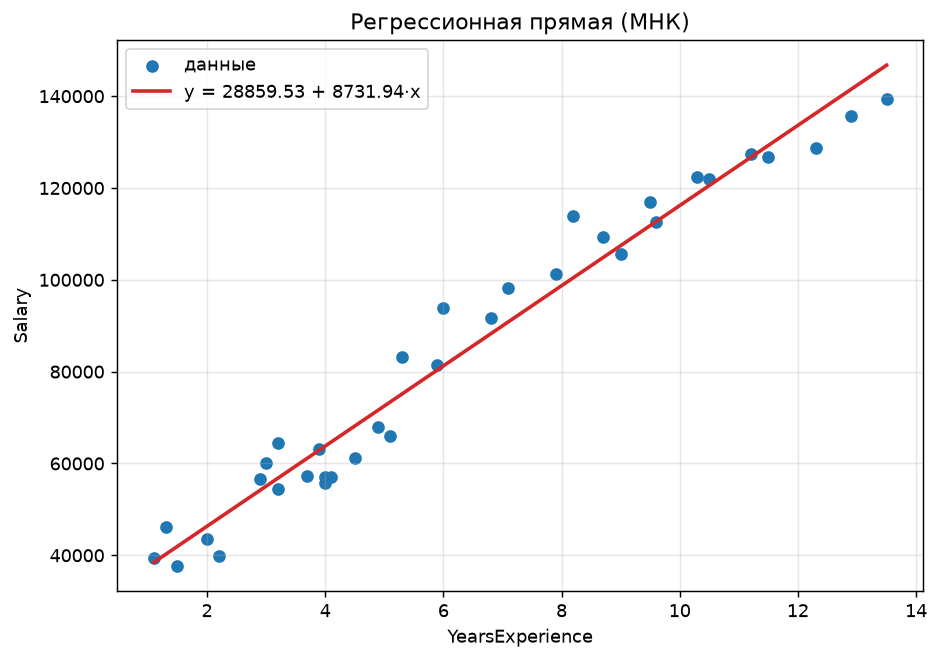 Регрессионная прямая (МНК)
данные
y = 28859.53 + 8731.94·x
140000
120000
100000
80000
60000
40000
Salary
2 4 6 8 10 12 14
YearsExperience